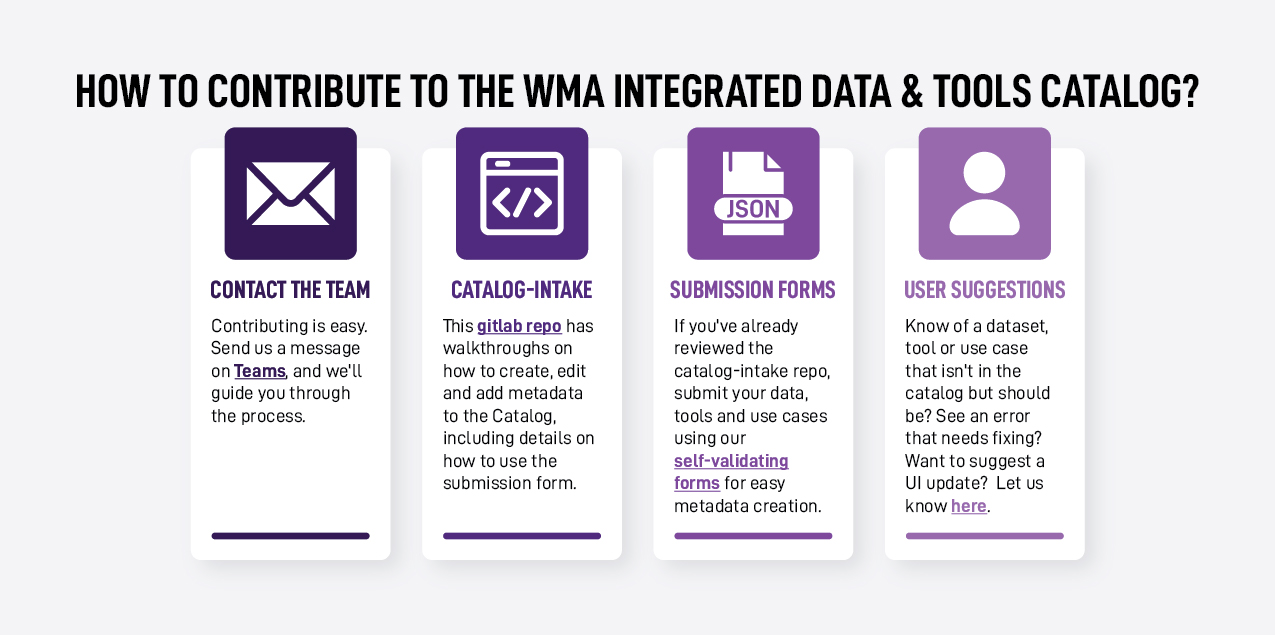 HOW TO CONTRIBUTE TO THE WMA INTEGRATED DATA & TOOLS CATALOG?
CONTACT THE TEAM
Contributing is easy.
Send us a message
on Teams, and we'll
guide you through
the process.
CATALOG-INTAKE
This gitlab repo has
walkthroughs on
how to create, edit
and add metadata
to the Catalog,
including details on
how to use the
submission form.
JSON
SUBMISSION FORMS
If you've already
reviewed the
catalog-intake repo,
submit your data,
tools and use cases
using our
self-validating
forms for easy
metadata creation.
USER SUGGESTIONS
Know of a dataset,
tool or use case
that isn't in the
catalog but should
be? See an error
that needs fixing?
Want to suggest a
UI update?  Let us
know here.